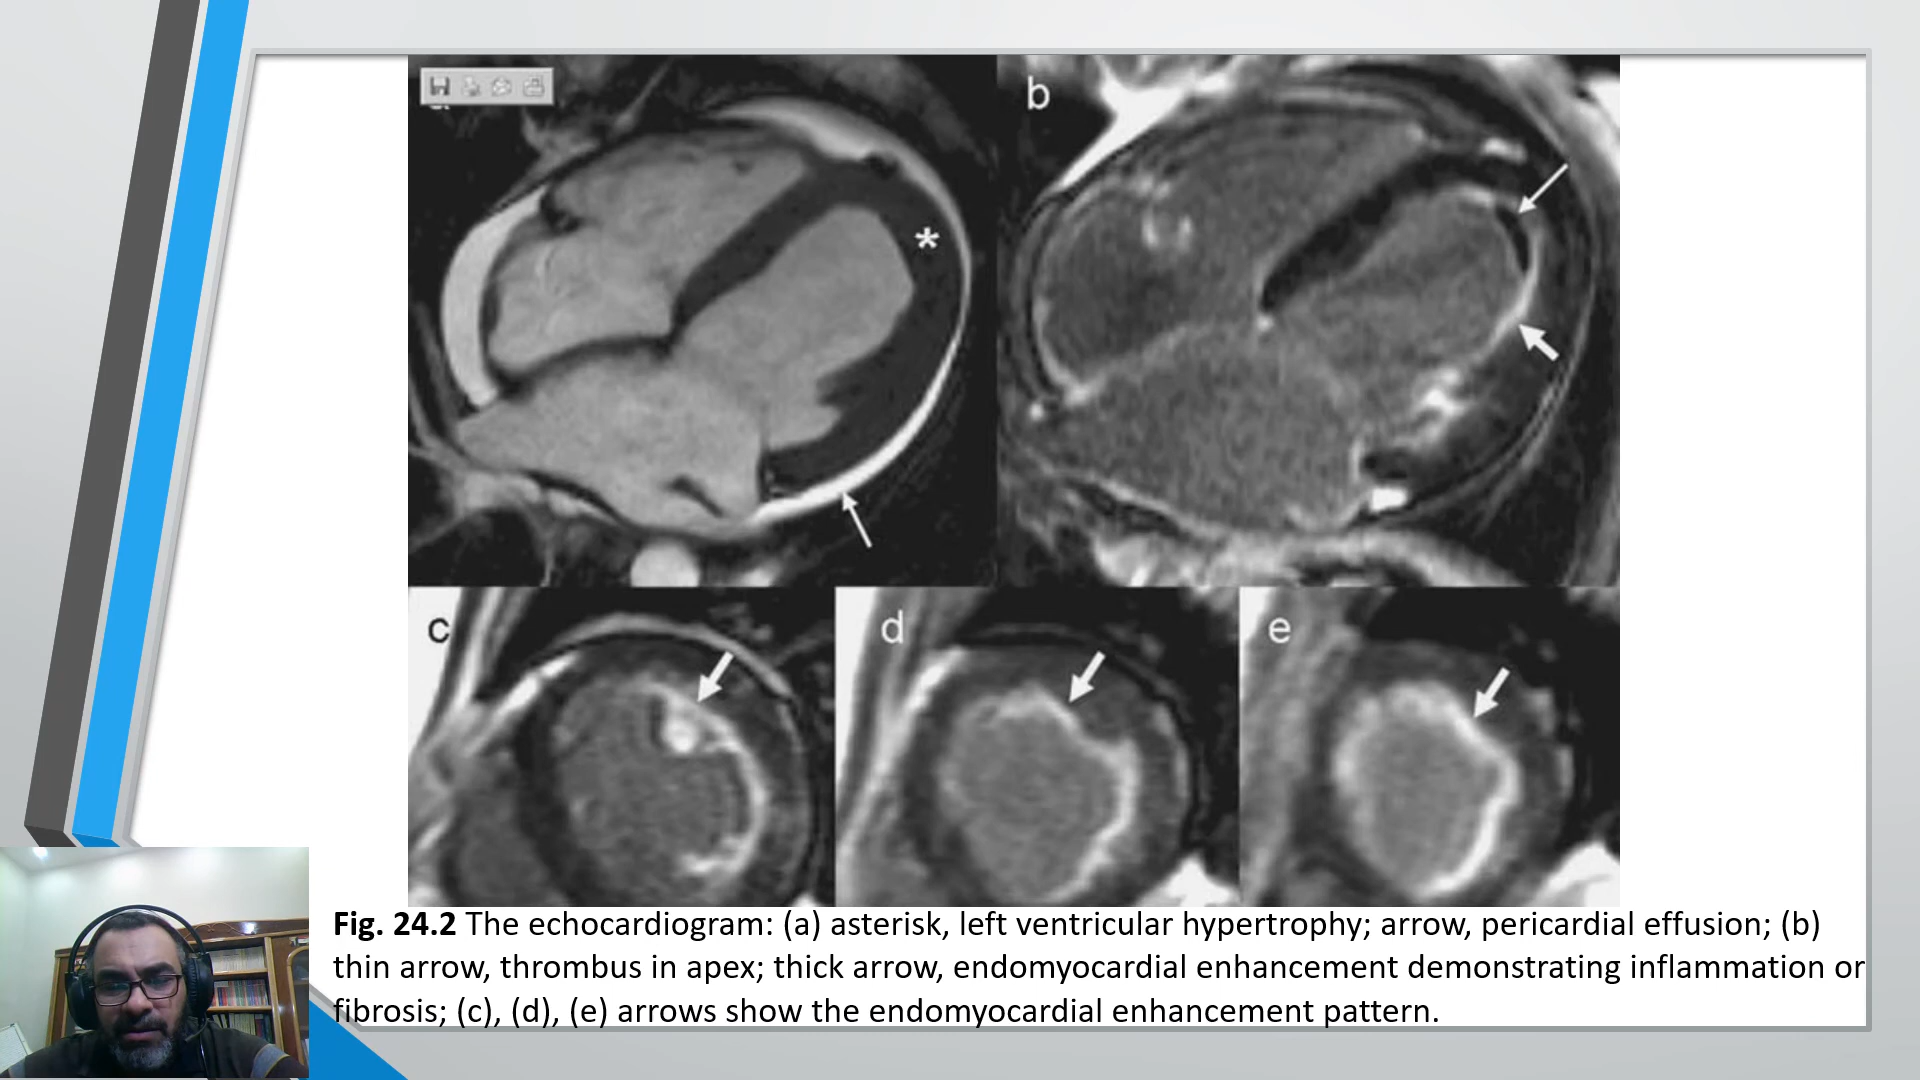 b
*
c
d
e
Fig. 24.2 The echocardiogram: (a) asterisk, left ventricular hypertrophy; arrow, pericardial effusion; (b)
thin arrow, thrombus in apex; thick arrow, endomyocardial enhancement demonstrating inflammation or
fibrosis; (c), (d), (e) arrows show the endomyocardial enhancement pattern.